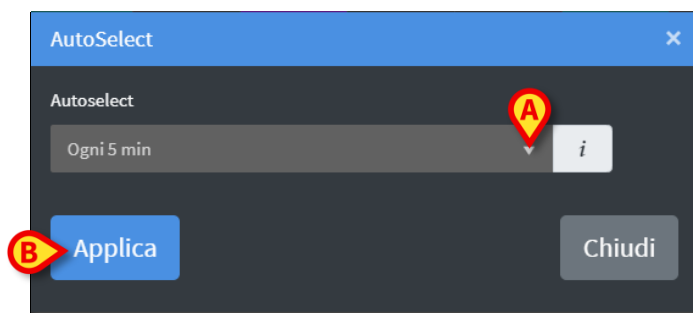 AutoSelect ×
Autoselect
A
Ogni 5 min i
B Applica Chiudi